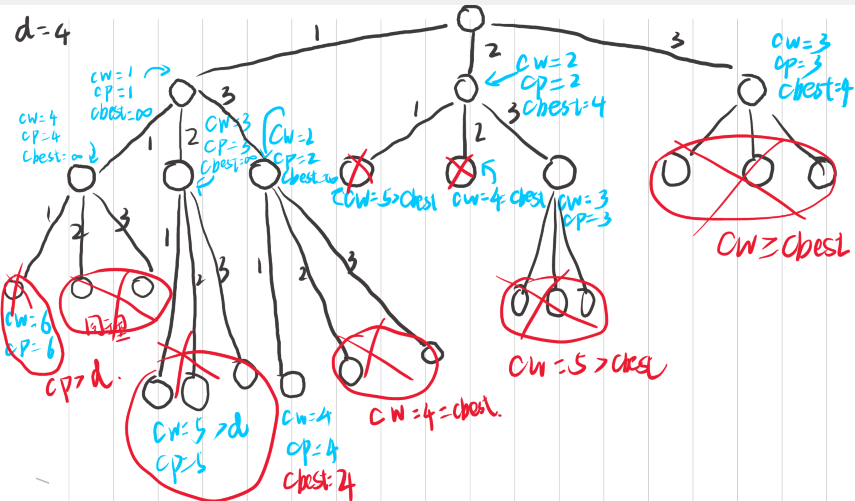 d=4
1
2
3
cw=1
cp=1
cbest=∞
cw=2
cp=2
cbest=4
cw=3
cp=3
cbest=4
cw=4
cp=4
cbest=∞
1
2
3
cw=3
cp=3
cbest=∞
cw=2
cp=2
cbest=∞
1
2
3
cw=5>cbest
cw=4=cbest
cw=3
cp=3
cw≥cbest
1
2
3
1
2
3
1
2
3
cw=6
cp=6
同理
cp>d.
cw=5>d
cp=5
cw=4
cp=4
cbest=4
cw=4=cbest.
cw=5>cbest